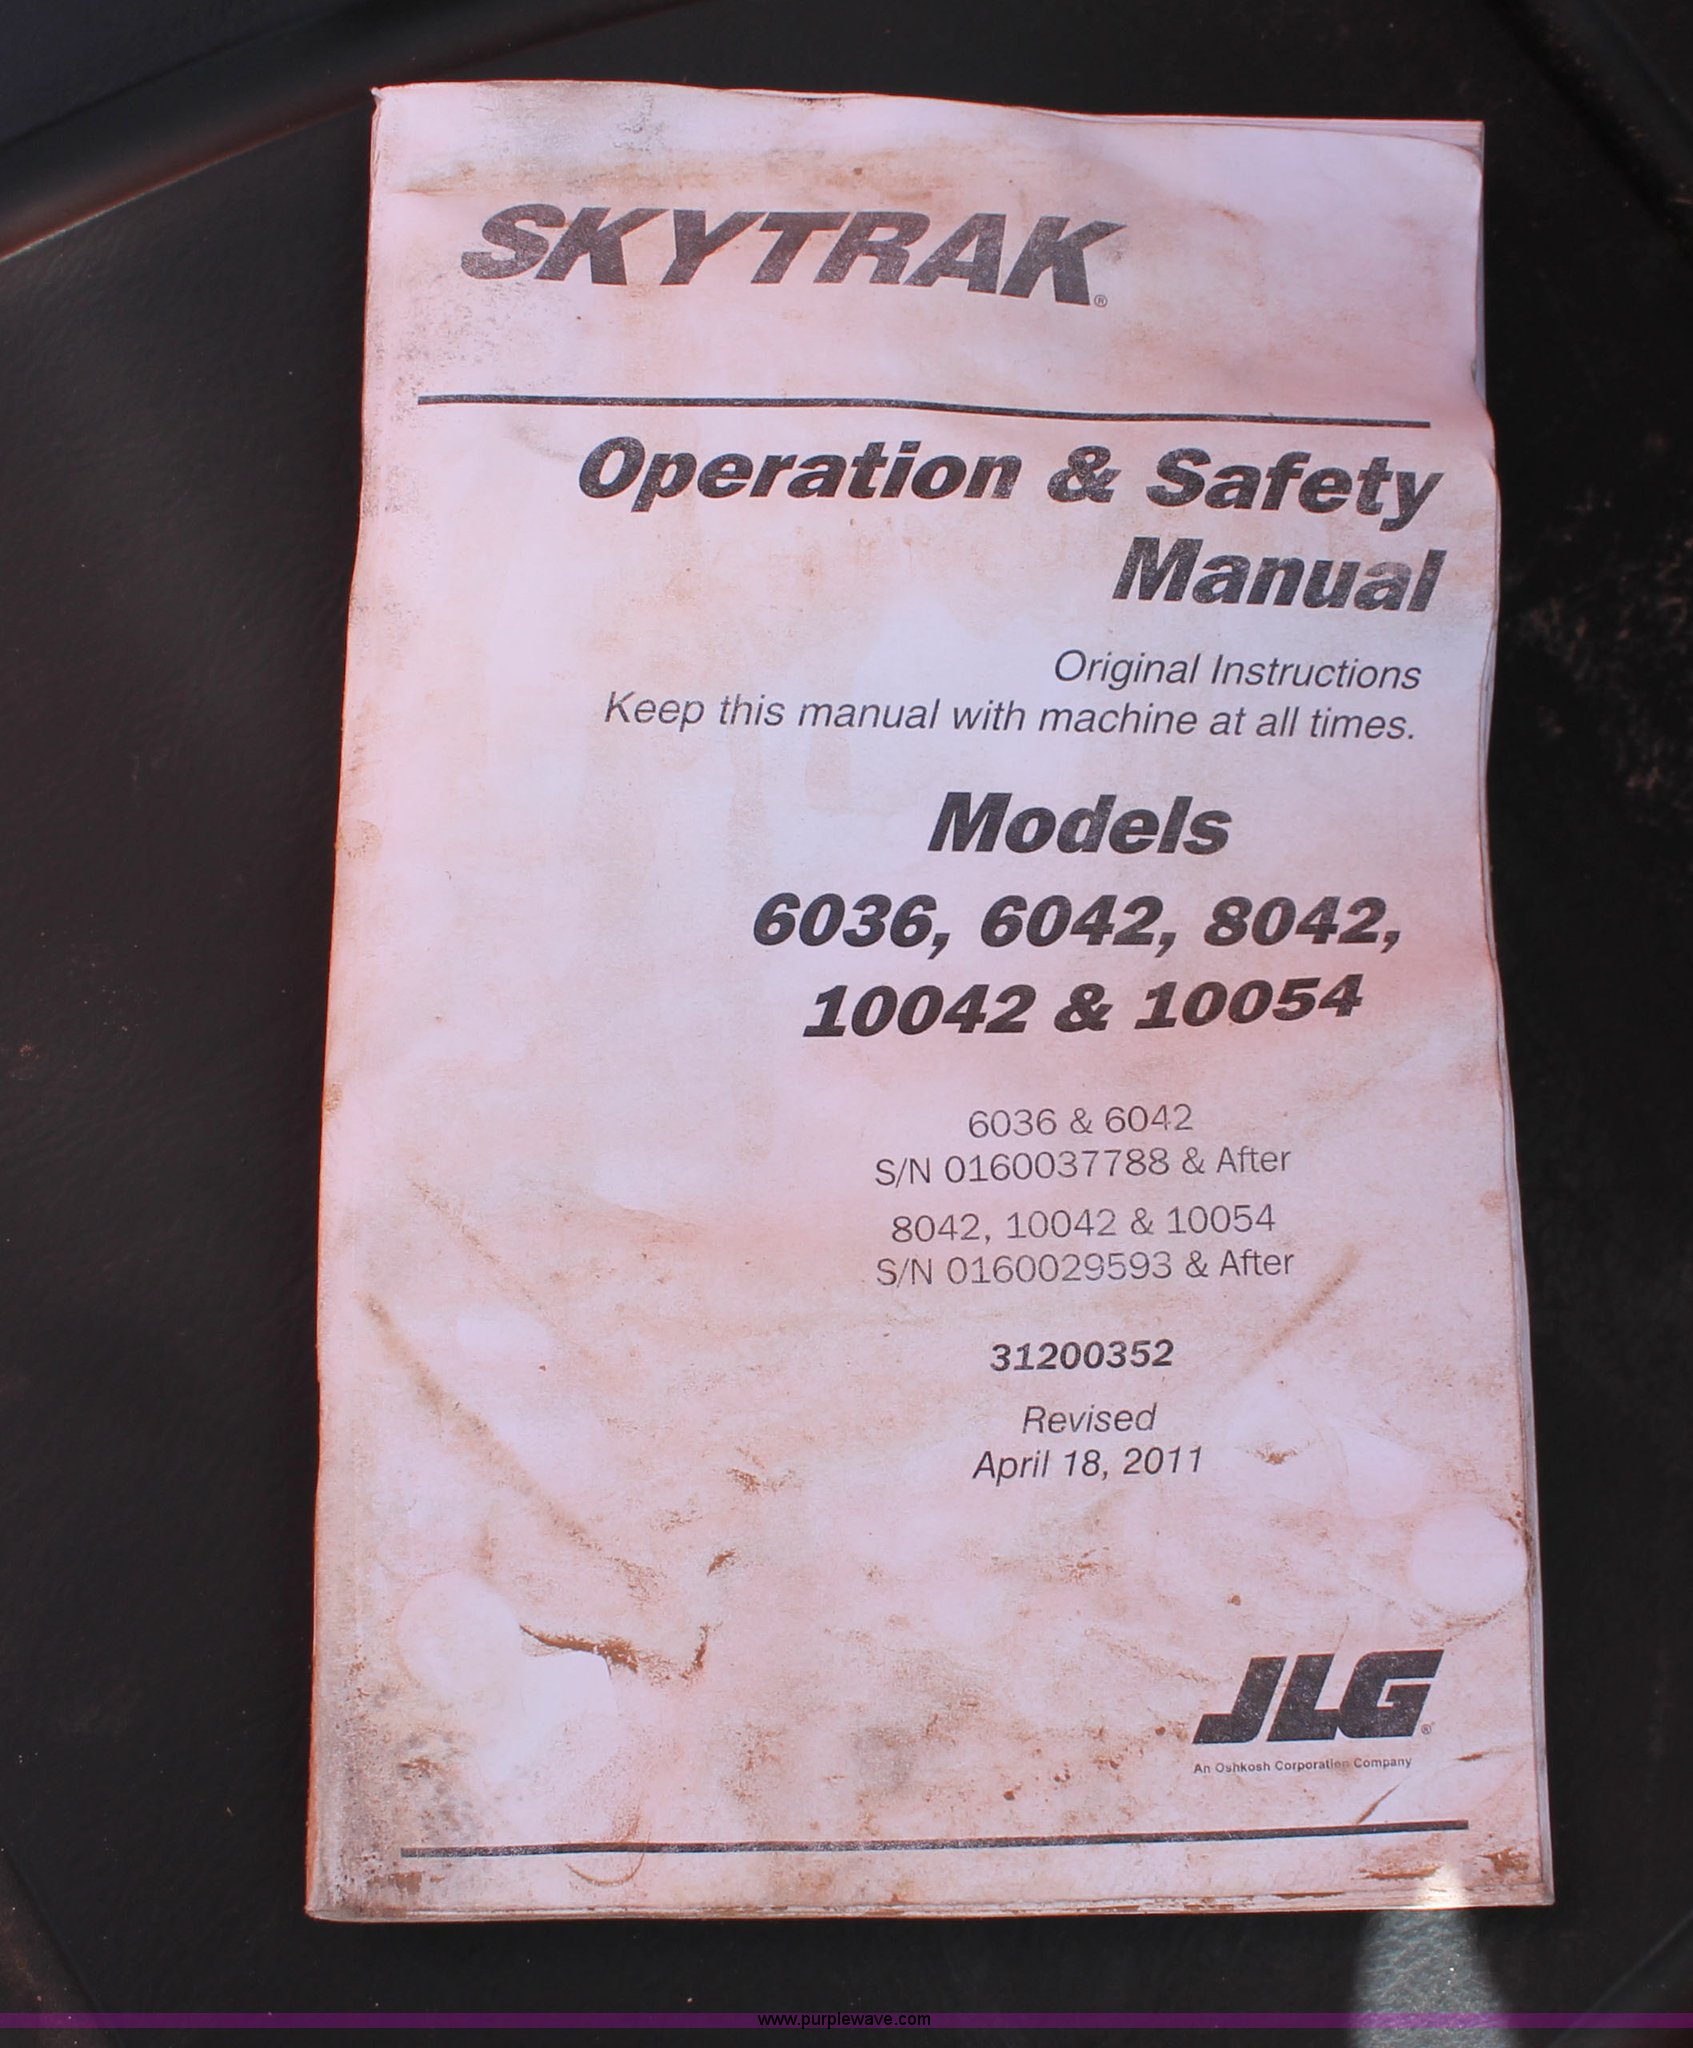 SKYTRAK®
Operation & Safety
Manual
Original Instructions
Keep this manual with machine at all times.
Models
6036, 6042, 8042,
10042 & 10054
6036 & 6042
S/N 0160037788 & After
8042, 10042 & 10054
S/N 0160029593 & After
31200352
Revised
April 18, 2011
JLG®
An Oshkosh Corporation Company
www.purplewave.com